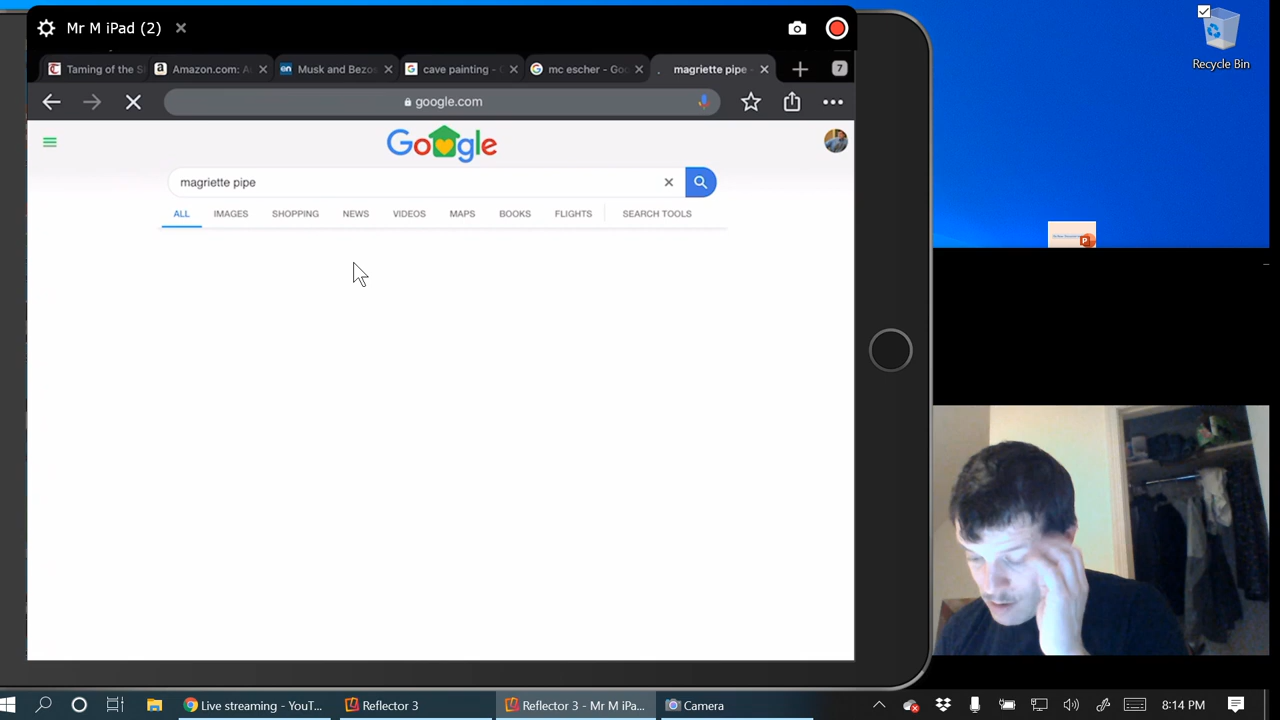 Mr M iPad (2)
Recycle Bin
Taming of the S
Amazon.com: A
Musk and Bezos
cave painting - G
mc escher - Goo
magriette pipe -
7
google.com
Google
magriette pipe
ALL IMAGES SHOPPING NEWS VIDEOS MAPS BOOKS FLIGHTS SEARCH TOOLS
Live streaming - YouT...
Reflector 3
Reflector 3 - Mr M iPa...
Camera
8:14 PM